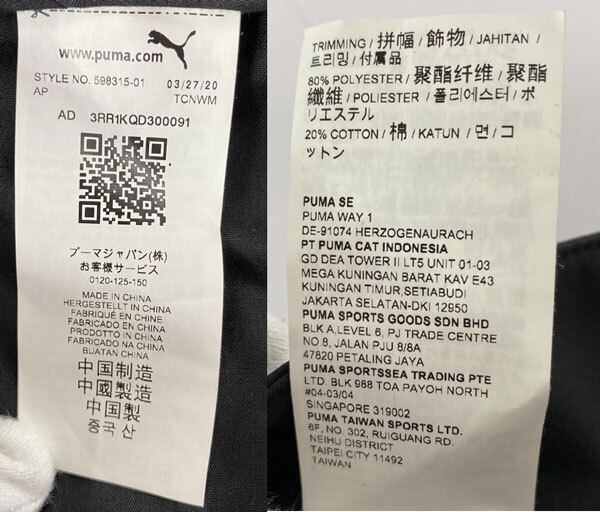 www.puma.com
STYLE NO. 598315-01 03/27/20
AP TCNWM
AD 3RR1KQD300091
プーマジャパン(株)
お客様サービス
0120-125-150
MADE IN CHINA
HERGESTELLT IN CHINA
FABRIQUÉ EN CHINE
FABRICADO EN CHINA
PRODOTTO IN CHINA
FABRICADO NA CHINA
BUATAN CHINA
中国制造
中國製造
中国製
중국 산
TRIMMING / 拼幅 / 飾物 / JAHITAN /
트리밍 / 付属品
80% POLYESTER / 聚酯纤维 / 聚酯
纖維 / POLIESTER / 폴리에스터 / ポ
リエステル
20% COTTON / 棉 / KATUN / 면 / コ
ットン
PUMA SE
PUMA WAY 1
DE-91074 HERZOGENAURACH
PT PUMA CAT INDONESIA
GD DEA TOWER II LT5 UNIT 01-03
MEGA KUNINGAN BARAT KAV E43
KUNINGAN TIMUR,SETIABUDI
JAKARTA SELATAN-DKI 12950
PUMA SPORTS GOODS SDN BHD
BLK A,LEVEL 6, PJ TRADE CENTRE
NO.8, JALAN PJU 8/8A
47820 PETALING JAYA
PUMA SPORTSSEA TRADING PTE
LTD. BLK 988 TOA PAYOH NORTH
#04-03/04
SINGAPORE 319002
PUMA TAIWAN SPORTS LTD.
6F, NO. 302, RUIGUANG RD.
NEIHU DISTRICT
TAIPEI CITY 11492
TAIWAN